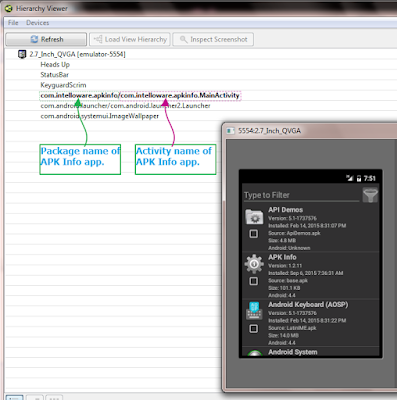 Hierarchy Viewer
File Devices
Refresh
Load View Hierarchy
Inspect Screenshot
2.7_Inch_QVGA [emulator-5554]
Heads Up
StatusBar
KeyguardScrim
com.intelloware.apkinfo/com.intelloware.apkinfo.MainActivity
com.android.launcher/com.android.launcher2.Launcher
com.android.systemui.ImageWallpaper
Package name of
APK Info app.
Activity name of
APK Info app.
5554:2.7_Inch_QVGA
7:51
Type to Filter
API Demos
Version: 5.1-1737576
Installed: Feb 14, 2015 8:31:07 PM
Source: ApiDemos.apk
Size: 4.8 MB
Android: Unknown
APK Info
Version: 1.2.11
Installed: Sep 6, 2015 7:36:21 AM
Source: base.apk
Size: 101.1 KB
Android: 4.4
Android Keyboard (AOSP)
Version: 5.1-1737576
Installed: Feb 14, 2015 8:31:22 PM
Source: LatinIME.apk
Size: 14.0 MB
Android: 4.4
Android System